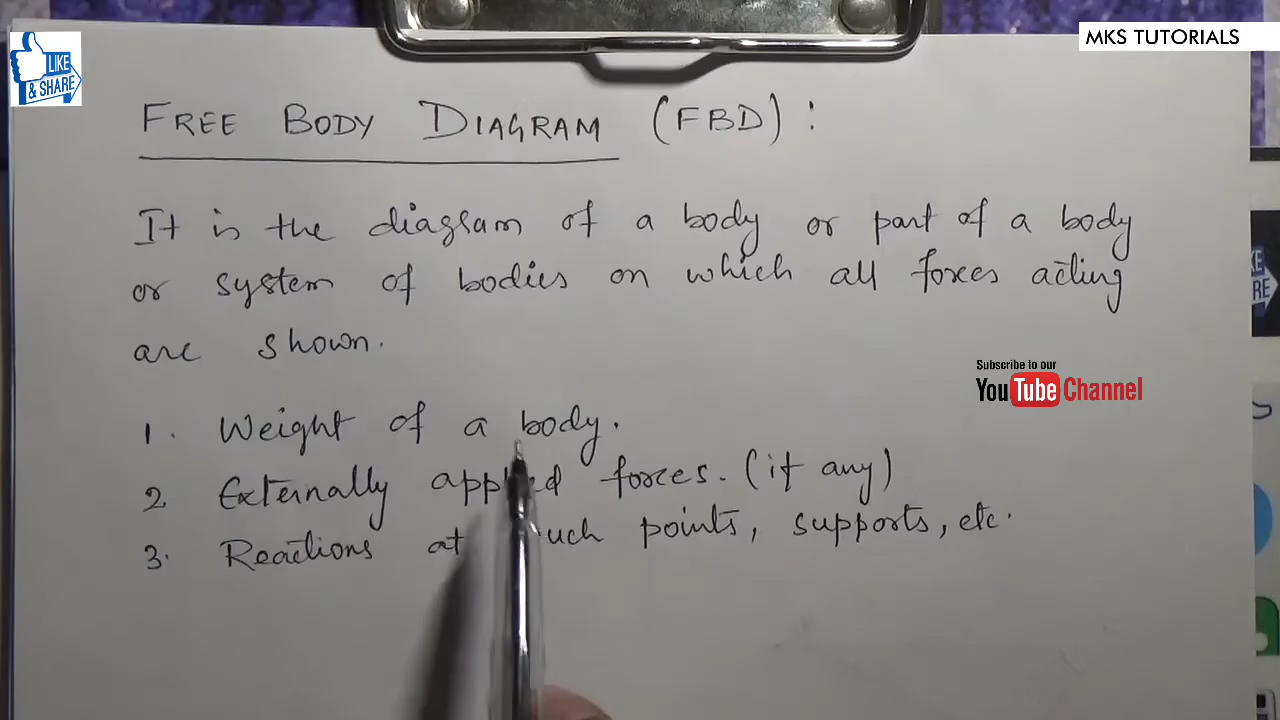 LIKE
& SHARE
MKS TUTORIALS
FREE BODY DIAGRAM (FBD) :
It is the diagram of a body or part of a body
or system of bodies on which all forces acting
are shown.
Subscribe to our
YouTube Channel
1. Weight of a body.
2 Externally applied forces. (if any)
3. Reactions at uch points, supports, etc.